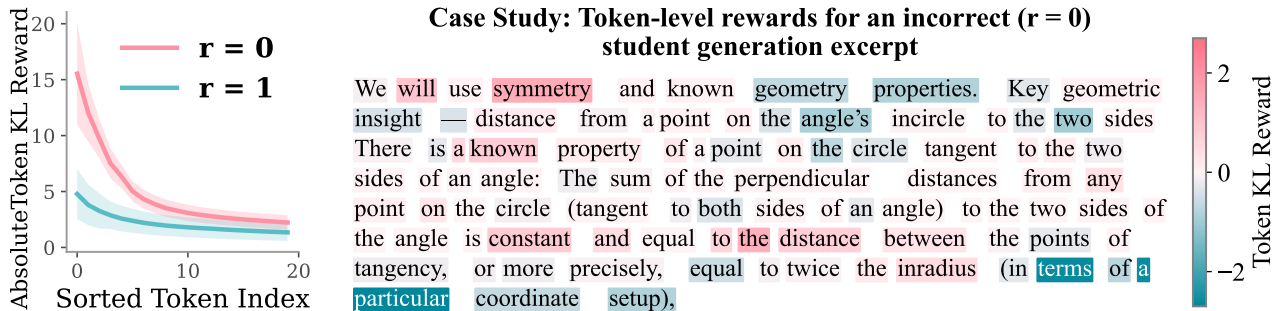 AbsoluteToken KL Reward
20
15
10
5
0
r = 0
r = 1
0
10
20
Sorted Token Index
Case Study: Token-level rewards for an incorrect (r = 0)
student generation excerpt
We will use symmetry and known geometry properties. Key geometric
insight — distance from a point on the angle’s incircle to the two sides
There is a known property of a point on the circle tangent to the two
sides of an angle: The sum of the perpendicular distances from any
point on the circle (tangent to both sides of an angle) to the two sides of
the angle is constant and equal to the distance between the points of
tangency, or more precisely, equal to twice the inradius (in terms of a
particular coordinate setup),
2
0
−2
Token KL Reward